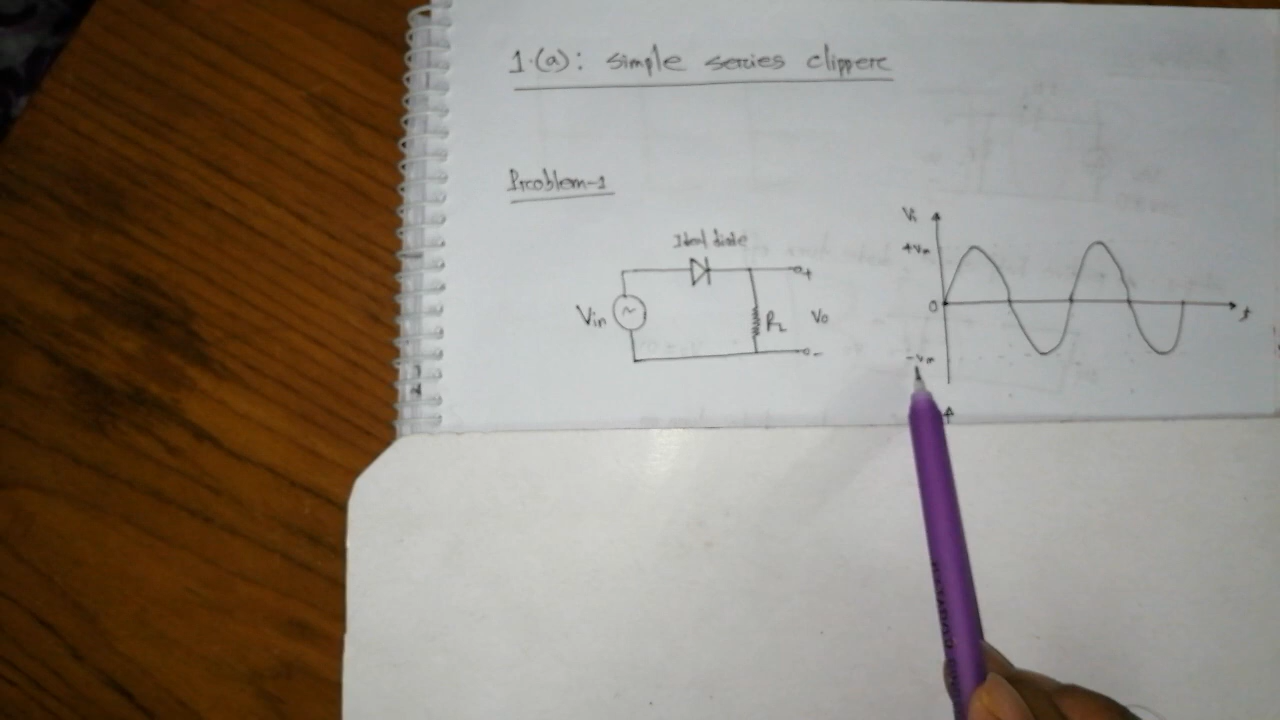 1.(a): simple series clipper
Problem-1
Ideal diode
Vin
+
RL
Vo
-
Vi
+Vm
0
t
-Vm